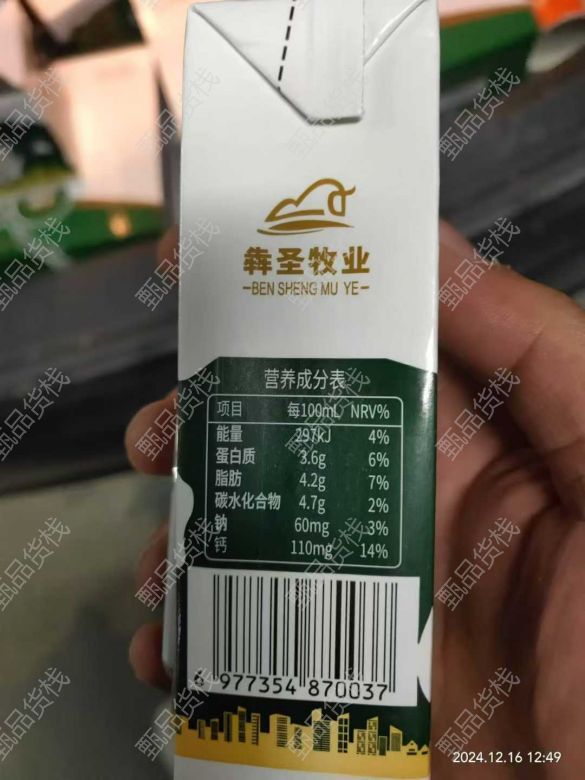 犇圣牧业
BEN SHENG MU YE
营养成分表
项目 每100mL NRV%
能量 297kJ 4%
蛋白质 3.6g 6%
脂肪 4.2g 7%
碳水化合物 4.7g 2%
钠 60mg 3%
钙 110mg 14%
6 977354 870037
2024.12.16 12:49
甄品货栈